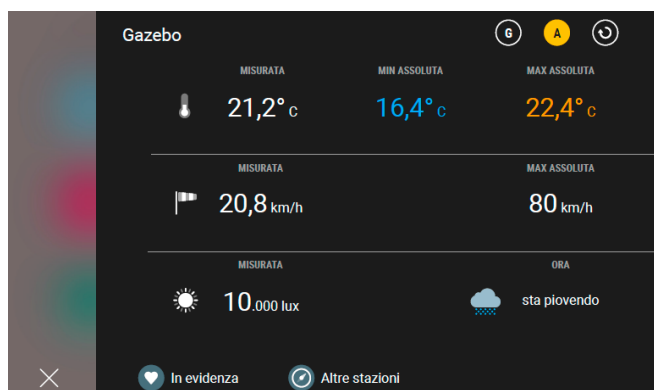 Gazebo G A
MISURATA MIN ASSOLUTA MAX ASSOLUTA
21,2° C 16,4° C 22,4° C
MISURATA MAX ASSOLUTA
20,8 km/h 80 km/h
MISURATA ORA
10.000 lux sta piovendo
In evidenza Altre stazioni